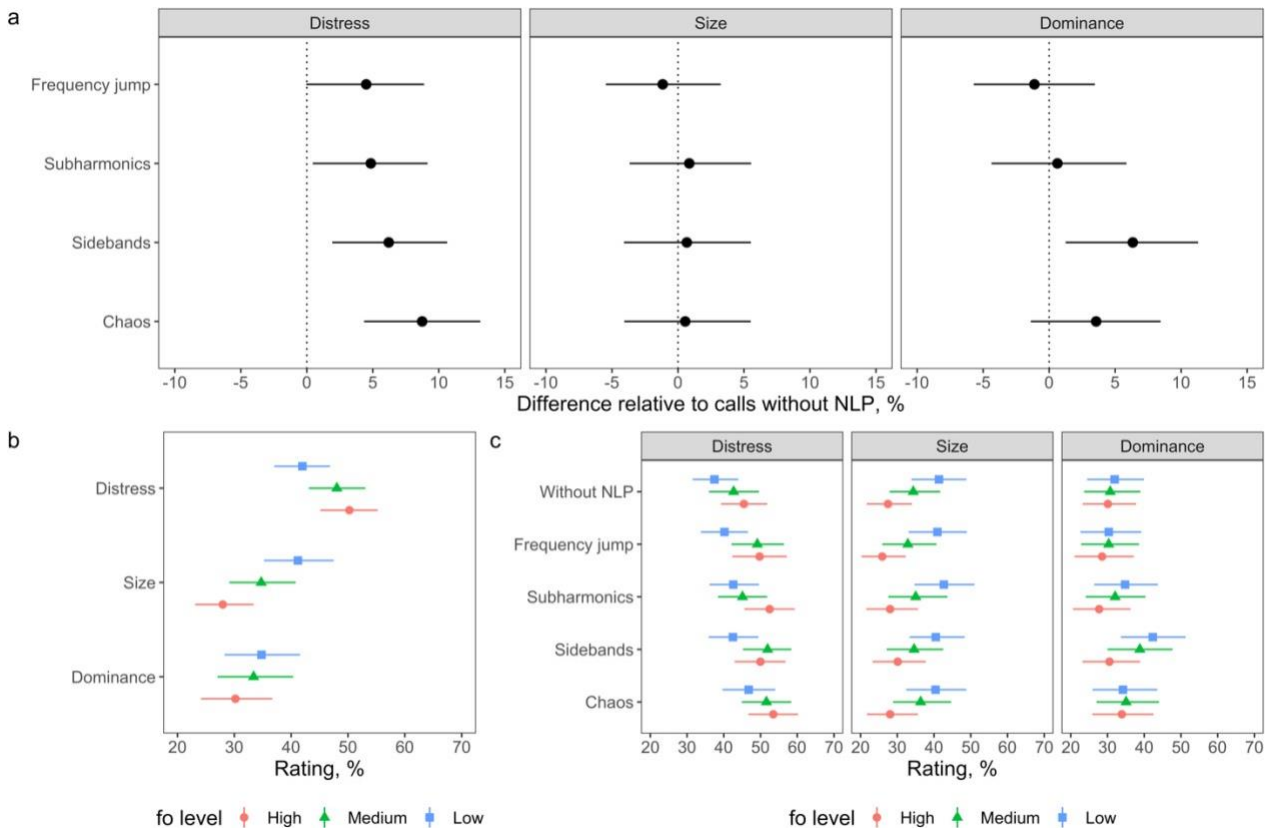 a
Distress Size Dominance
Frequency jump
Subharmonics
Sidebands
Chaos
-10 -5 0 5 10 15 -10 -5 0 5 10 15 -10 -5 0 5 10 15
Difference relative to calls without NLP, %
b
Distress
Size
Dominance
20 30 40 50 60 70
Rating, %
fo level High Medium Low
c
Distress Size Dominance
Without NLP
Frequency jump
Subharmonics
Sidebands
Chaos
20 30 40 50 60 70 20 30 40 50 60 70 20 30 40 50 60 70
Rating, %
fo level High Medium Low